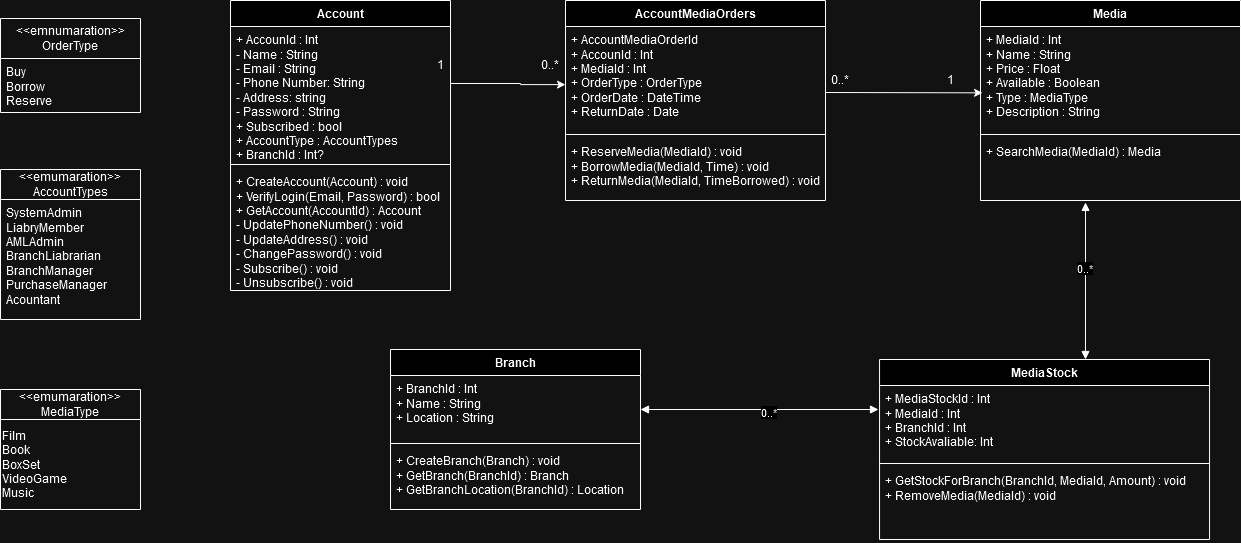 <<emnumaration>>
OrderType
Buy
Borrow
Reserve
<<emumaration>>
AccountTypes
SystemAdmin
LiabryMember
AMLAdmin
BranchLiabrarian
BranchManager
PurchaseManager
Acountant
<<emumaration>>
MediaType
Film
Book
BoxSet
VideoGame
Music
Account
+ AccounId : Int
- Name : String
- Email : String
- Phone Number: String
- Address: string
- Password : String
+ Subscribed : bool
+ AccountType : AccountTypes
+ BranchId : Int?
+ CreateAccount(Account) : void
+ VerifyLogin(Email, Password) : bool
+ GetAccount(AccountId) : Account
- UpdatePhoneNumber() : void
- UpdateAddress() : void
- ChangePassword() : void
- Subscribe() : void
- Unsubscribe() : void
1
0..*
AccountMediaOrders
+ AccountMediaOrderId
+ AccounId : Int
+ MediaId : Int
+ OrderType : OrderType
+ OrderDate : DateTime
+ ReturnDate : Date
+ ReserveMedia(MediaId) : void
+ BorrowMedia(MediaId, Time) : void
+ ReturnMedia(MediaId, TimeBorrowed) : void
0..*
1
Media
+ MediaId : Int
+ Name : String
+ Price : Float
+ Available : Boolean
+ Type : MediaType
+ Description : String
+ SearchMedia(MediaId) : Media
0..*
Branch
+ BranchId : Int
+ Name : String
+ Location : String
+ CreateBranch(Branch) : void
+ GetBranch(BranchId) : Branch
+ GetBranchLocation(BranchId) : Location
0..*
MediaStock
+ MediaStockId : Int
+ MediaId : Int
+ BranchId : Int
+ StockAvaliable: Int
+ GetStockForBranch(BranchId, MediaId, Amount) : void
+ RemoveMedia(MediaId) : void